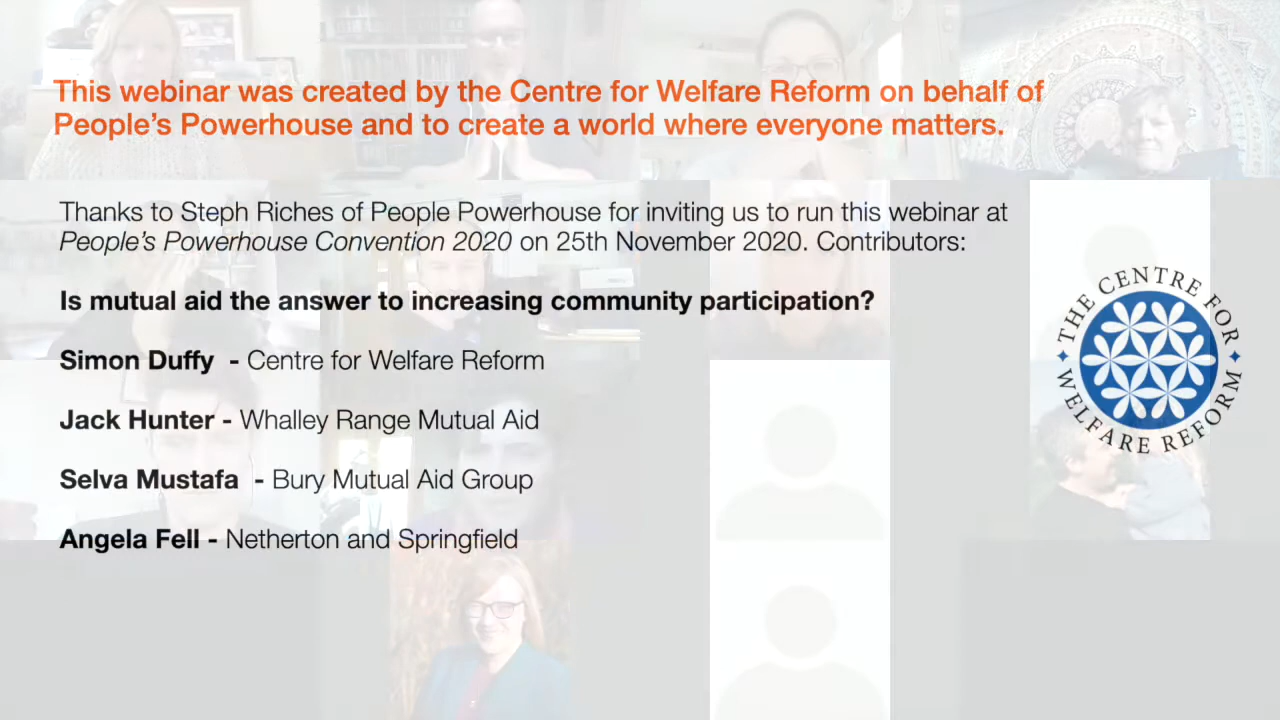 This webinar was created by the Centre for Welfare Reform on behalf of
People’s Powerhouse and to create a world where everyone matters.
Thanks to Steph Riches of People Powerhouse for inviting us to run this webinar at
People’s Powerhouse Convention 2020 on 25th November 2020. Contributors:
Is mutual aid the answer to increasing community participation?
Simon Duffy - Centre for Welfare Reform
Jack Hunter - Whalley Range Mutual Aid
Selva Mustafa - Bury Mutual Aid Group
Angela Fell - Netherton and Springfield
THE CENTRE FOR
WELFARE REFORM